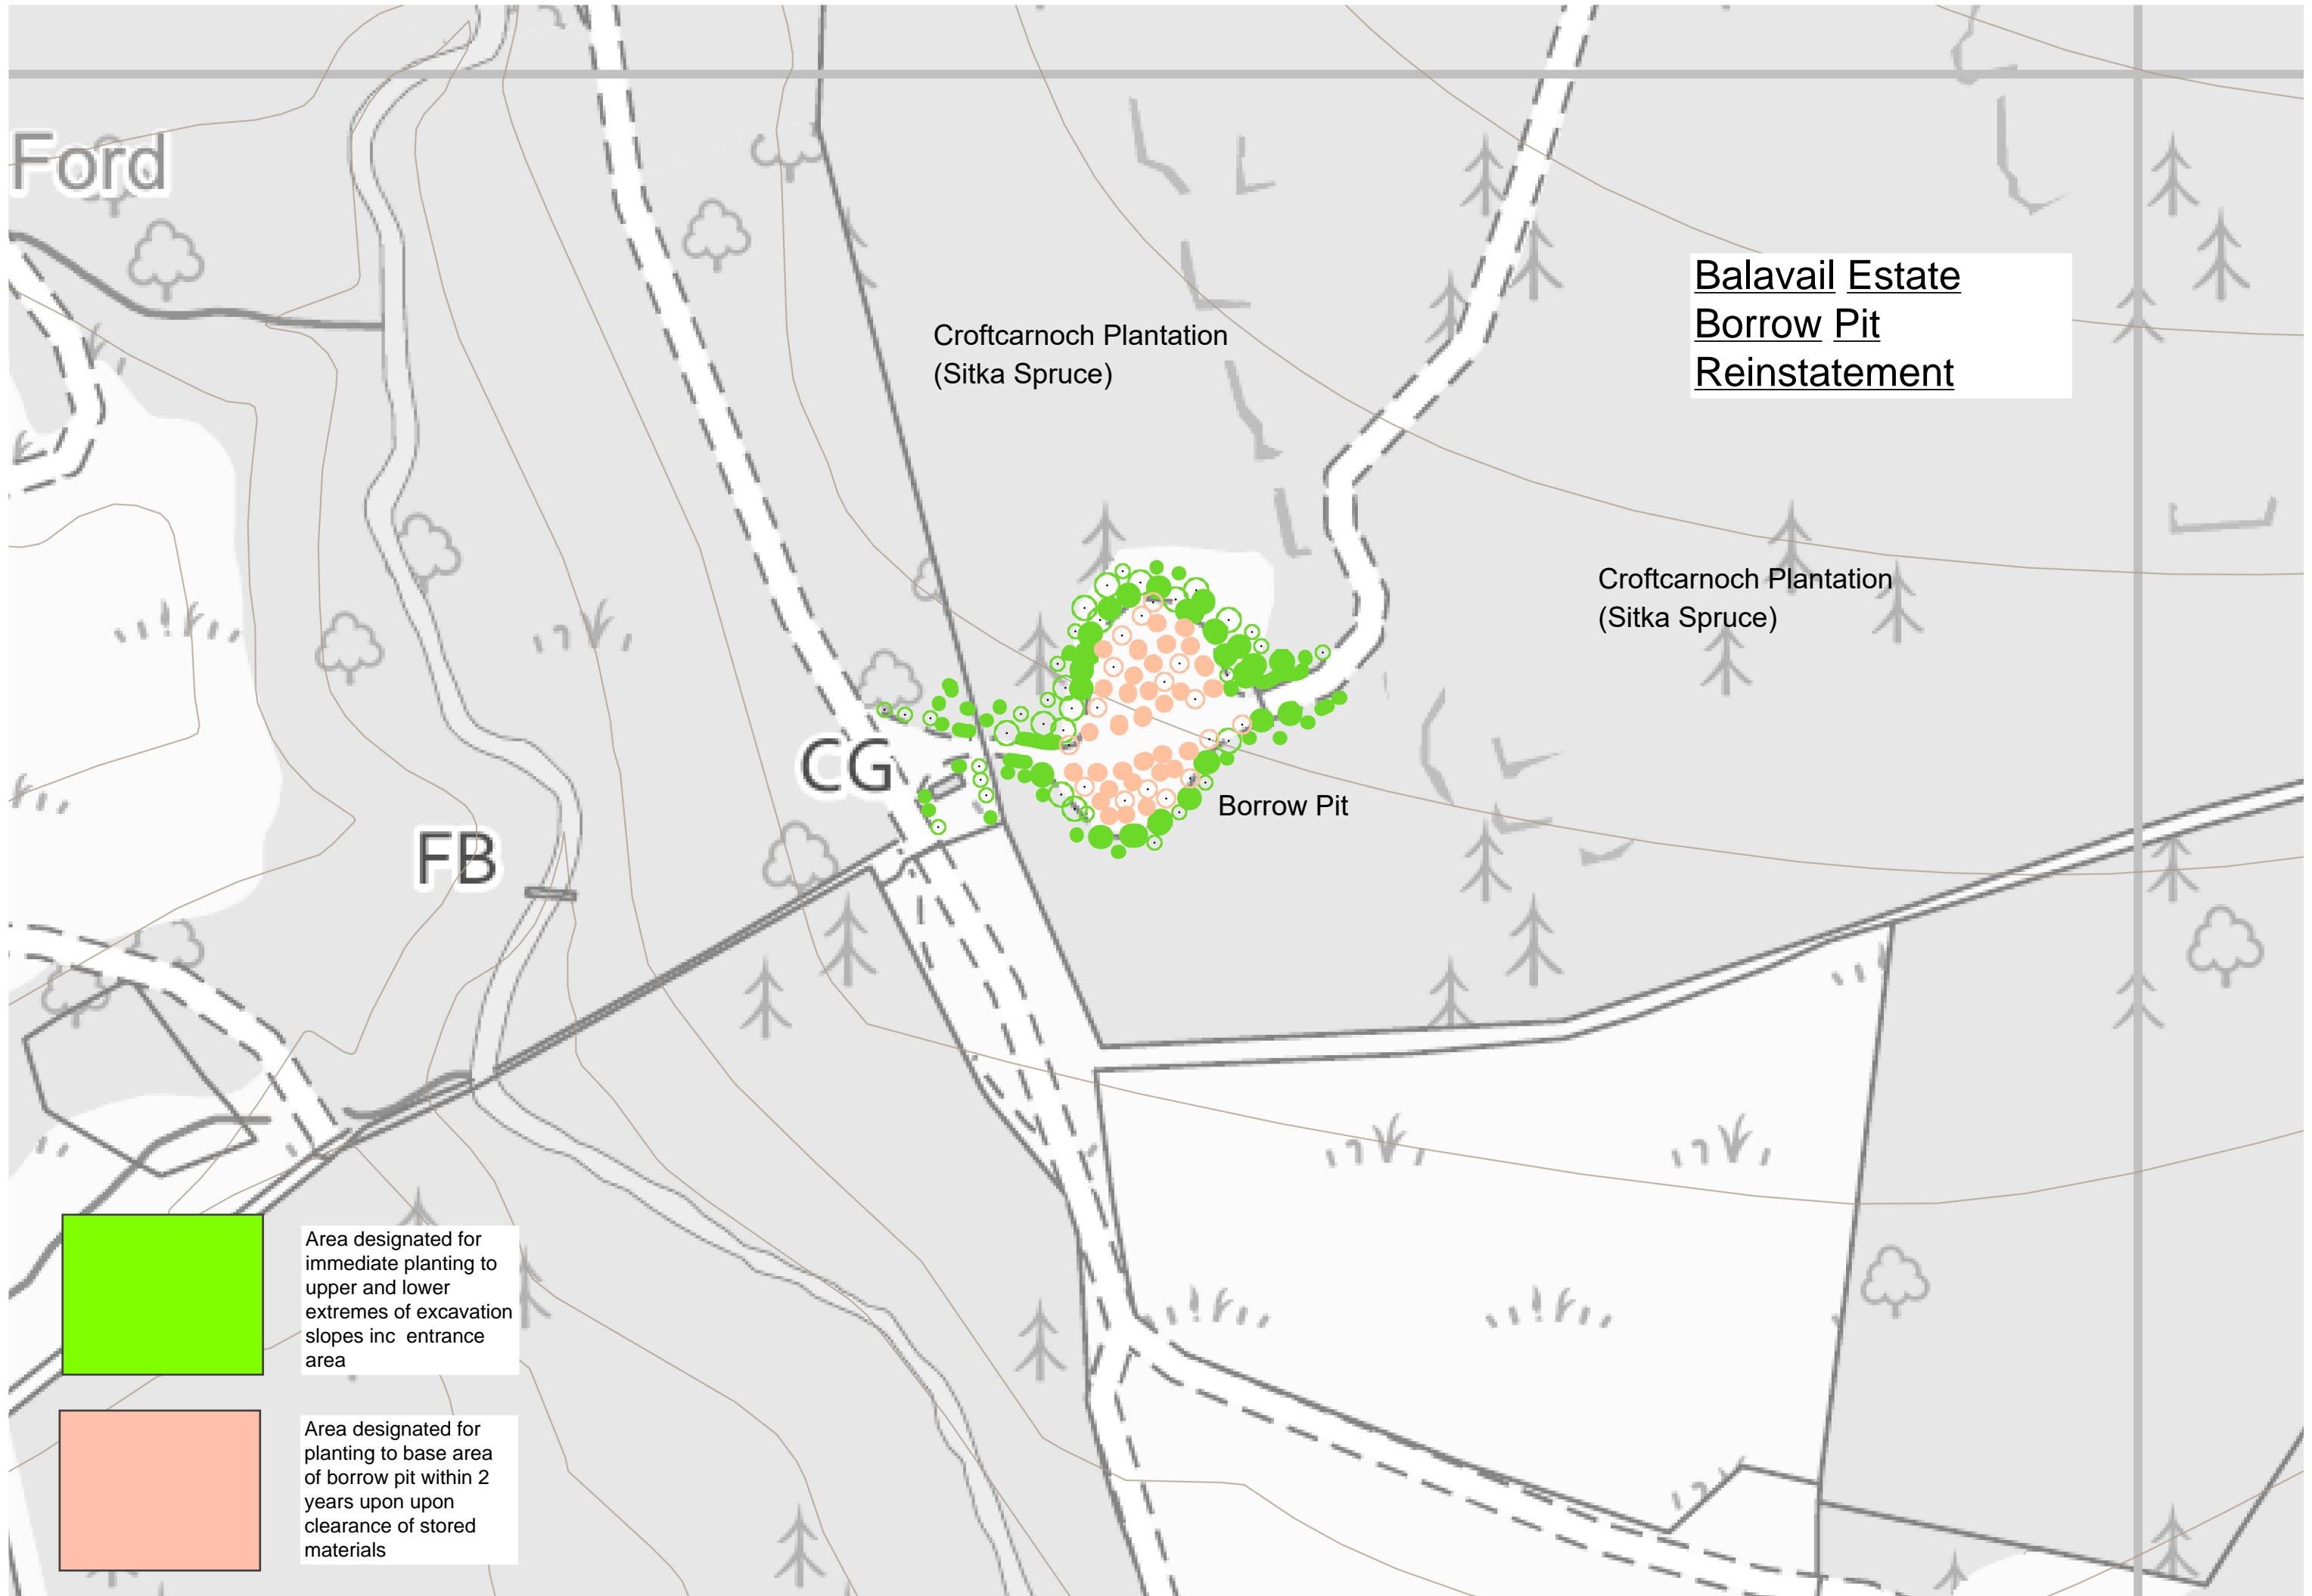 Ford
Balavail Estate
Borrow Pit
Reinstatement
Croftcarnoch Plantation
(Sitka Spruce)
Croftcarnoch Plantation
(Sitka Spruce)
CG
Borrow Pit
FB
Area designated for
immediate planting to
upper and lower
extremes of excavation
slopes inc entrance
area
Area designated for
planting to base area
of borrow pit within 2
years upon upon
clearance of stored
materials